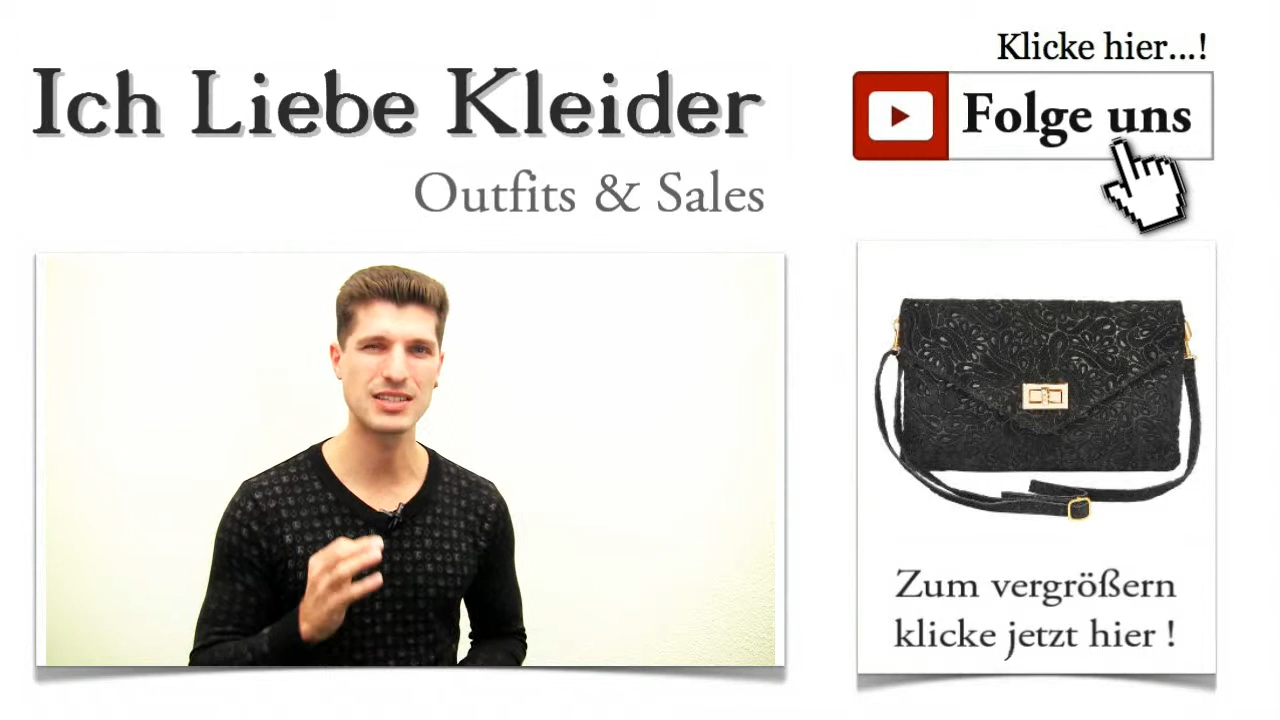 Ich Liebe Kleider
Outfits & Sales
Klicke hier...!
Folge uns
Zum vergrößern
klicke jetzt hier !